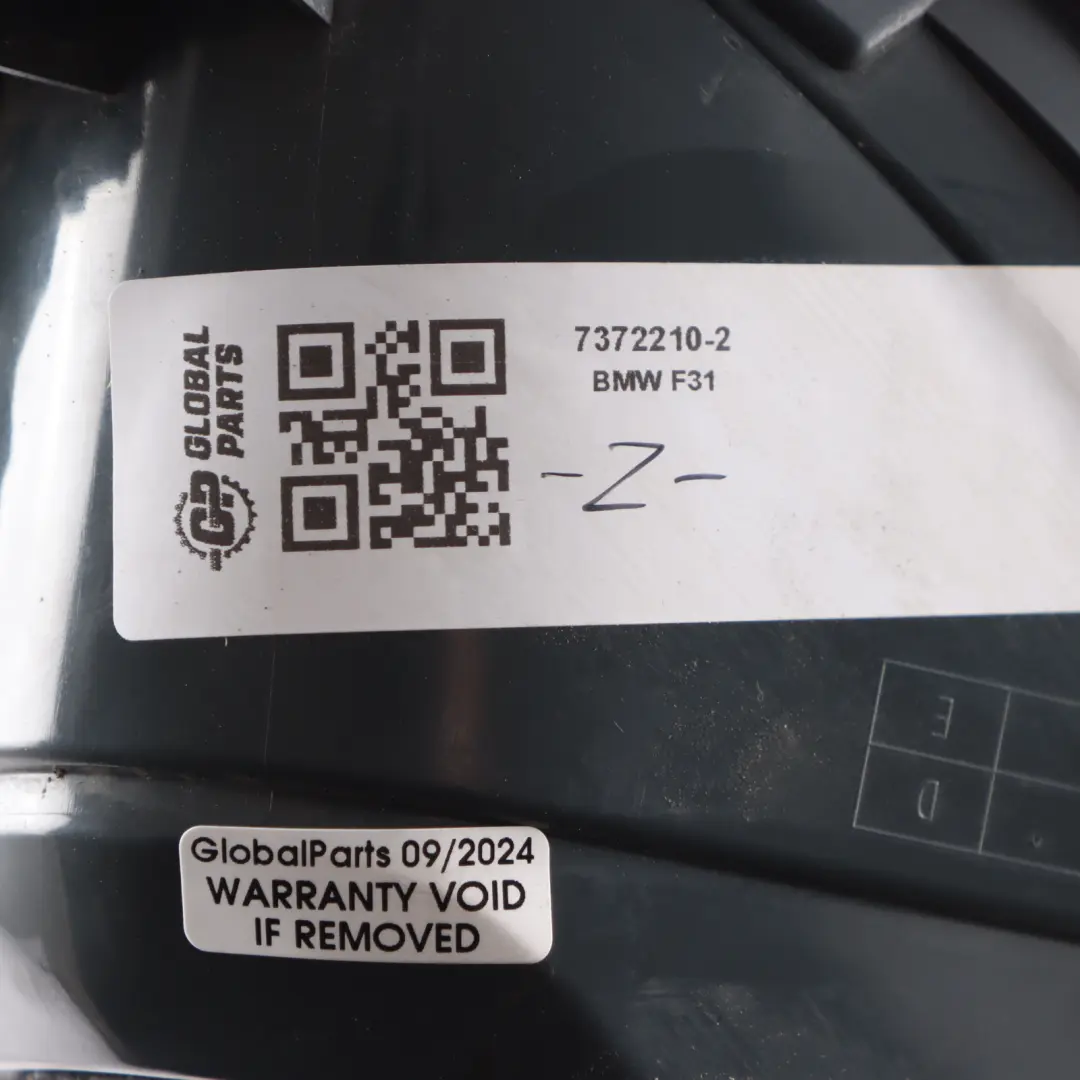 GLOBAL
PARTS
7372210-2
BMW F31
-Z-
E
D
GlobalParts 09/2024
WARRANTY VOID
IF REMOVED